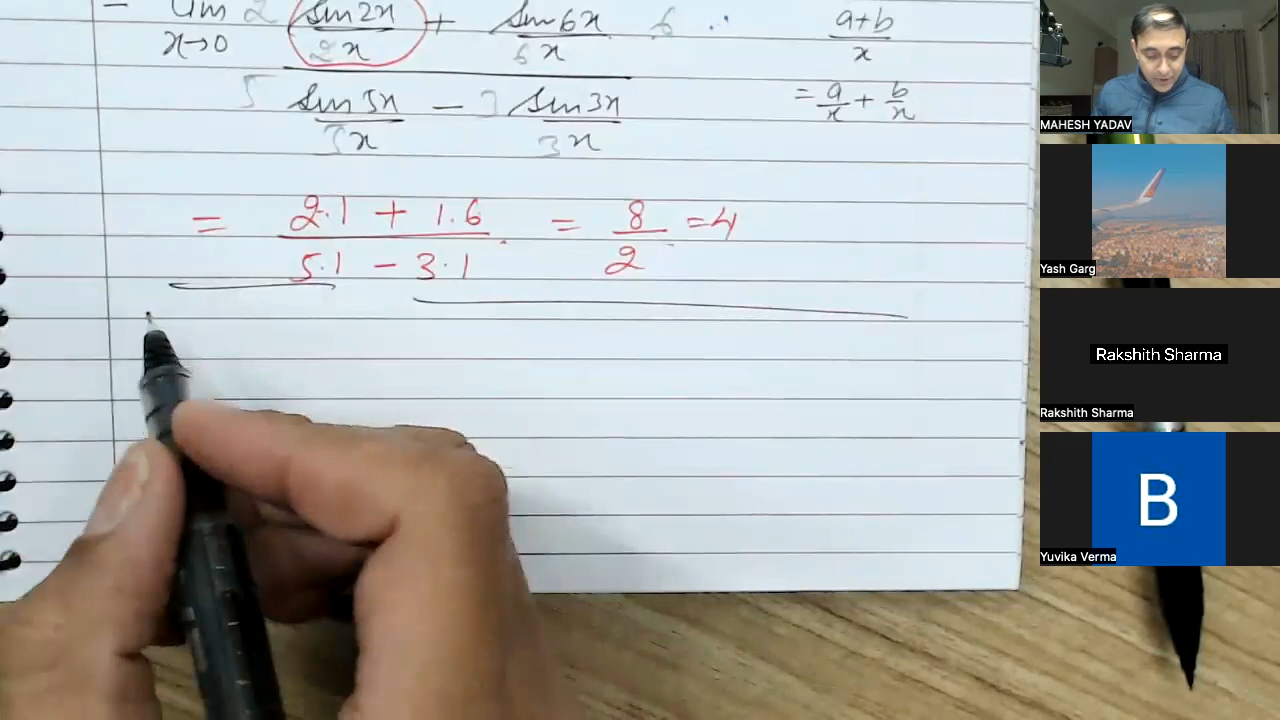 = lim 2 sin2x/2x + sin6x/6x 6 ∵ a+b/x
x→0
5 sin5x/5x − 3 sin3x/3x = a/x + b/x
= 2.1 + 1.6 / 5.1 − 3.1 = 8/2 = 4
MAHESH YADAV
Yash Garg
Rakshith Sharma
Rakshith Sharma
B
Yuvika Verma